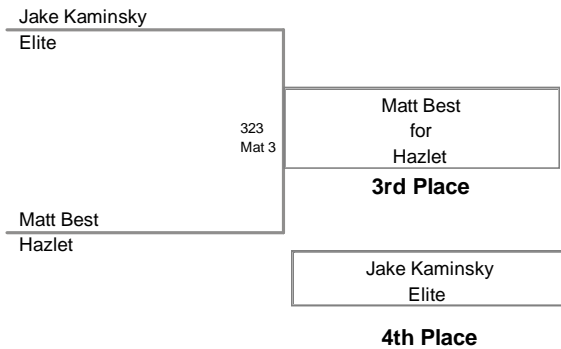 Jake Kaminsky
Elite
323
Mat 3
Matt Best
for
Hazlet
3rd Place
Matt Best
Hazlet
Jake Kaminsky
Elite
4th Place